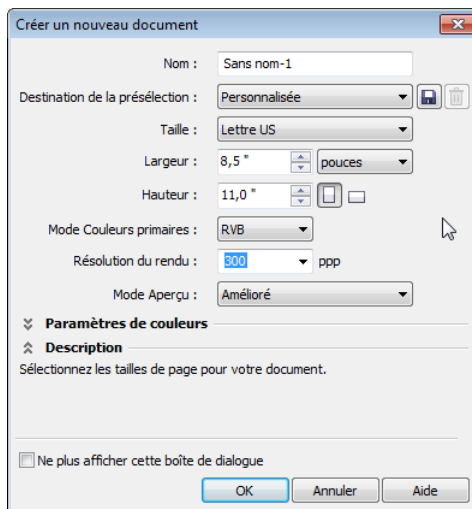 Créer un nouveau document
Nom : Sans nom-1
Destination de la présélection : Personnalisée
Taille : Lettre US
Largeur : 8,5 " pouces
Hauteur : 11,0 "
Mode Couleurs primaires : RVB
Résolution du rendu : 300 ppp
Mode Aperçu : Amélioré
Paramètres de couleurs
Description
Sélectionnez les tailles de page pour votre document.
Ne plus afficher cette boîte de dialogue
OK Annuler Aide